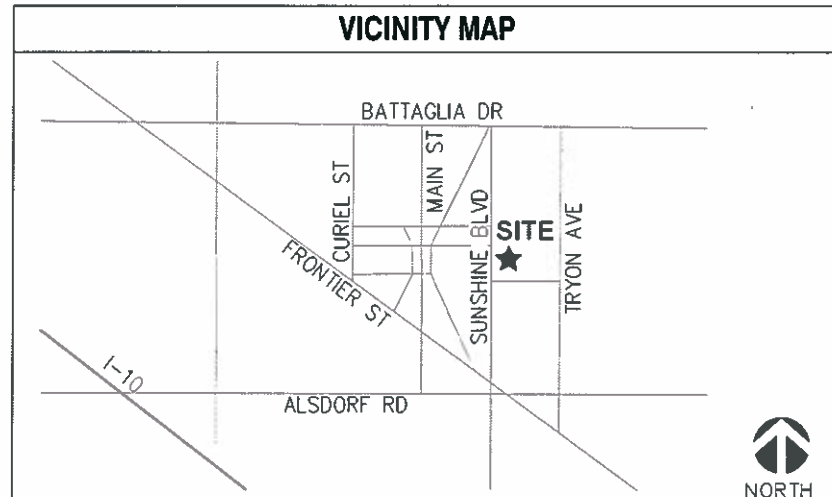 VICINITY MAP
BATTAGLIA DR
CURIEL ST
MAIN ST
SUNSHINE BLVD
SITE
TRYON AVE
FRONTIER ST
I-10
ALSDORF RD
NORTH